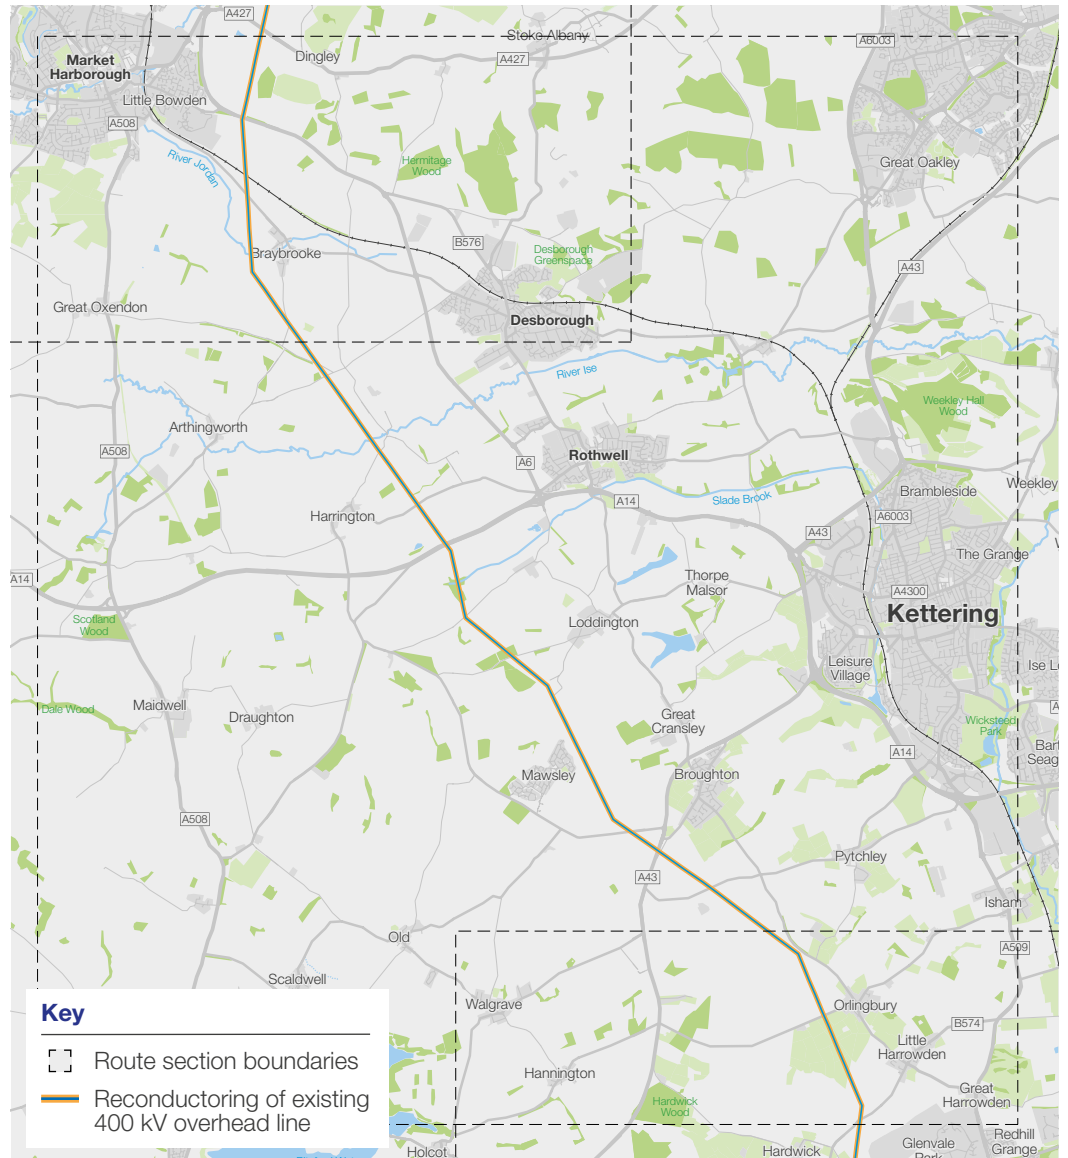 A427
Stoke Albany
A6003
Dingley
A427
Market
Harborough
Little Bowden
A508
River Jordan
Hermitage
Wood
Great Oakley
B576
Desborough
Greenspace
Braybrooke
A43
Great Oxendon
Desborough
River Ise
Weekley Hall
Wood
Arthingworth
A508
Rothwell
A6
Brambleside
Weekley
Slade Brook
A14
Harrington
A6003
A43
The Grange
A14
Thorpe
Malsor
A4300
Kettering
Scotland
Wood
Loddington
Leisure
Village
Ise
Maidwell
Dale Wood
Draughton
Great
Cransley
Wicksteed
Park
A14
Bart
Seag
Mawsley
Broughton
A508
Pytchley
A43
Isham
Old
A509
Scaldwell
Walgrave
Orlingbury
B574
Little
Harrowden
Hannington
Great
Harrowden
Hardwick
Wood
Redhill
Grange
Glenvale
Park
Hardwick
Holcot
Key
Route section boundaries
Reconductoring of existing
400 kV overhead line